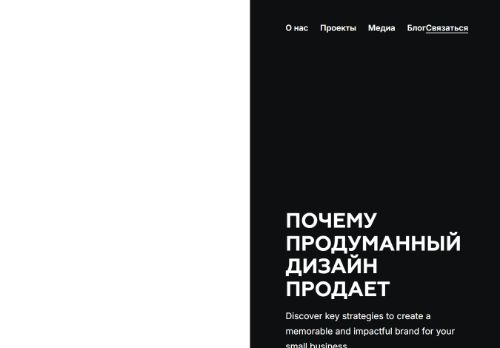 О нас Проекты Медиа Блог Связаться
ПОЧЕМУ
ПРОДУМАННЫЙ
ДИЗАЙН
ПРОДАЕТ
Discover key strategies to create a
memorable and impactful brand for your
small business